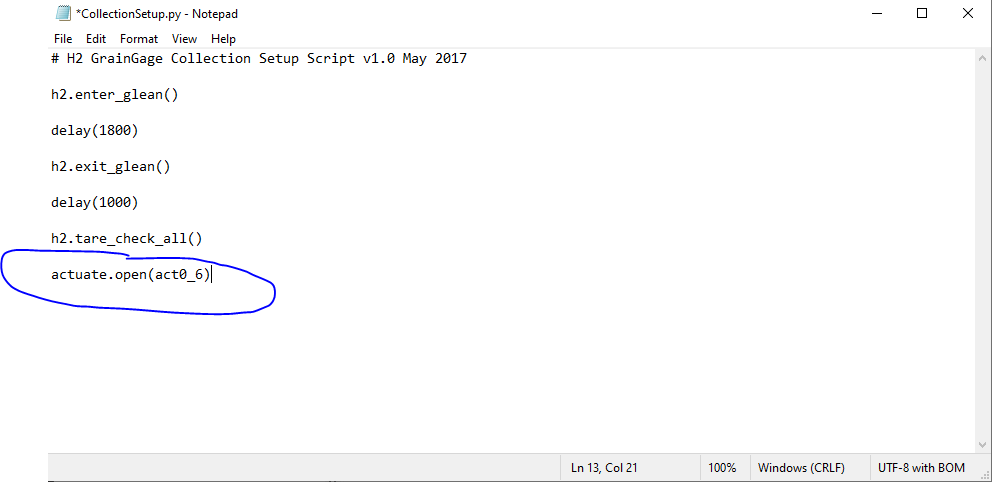 *CollectionSetup.py - Notepad
File Edit Format View Help
# H2 GrainGage Collection Setup Script v1.0 May 2017
h2.enter_glean()
delay(1800)
h2.exit_glean()
delay(1000)
h2.tare_check_all()
actuate.open(act0_6)
Ln 13, Col 21 100% Windows (CRLF) UTF-8 with BOM